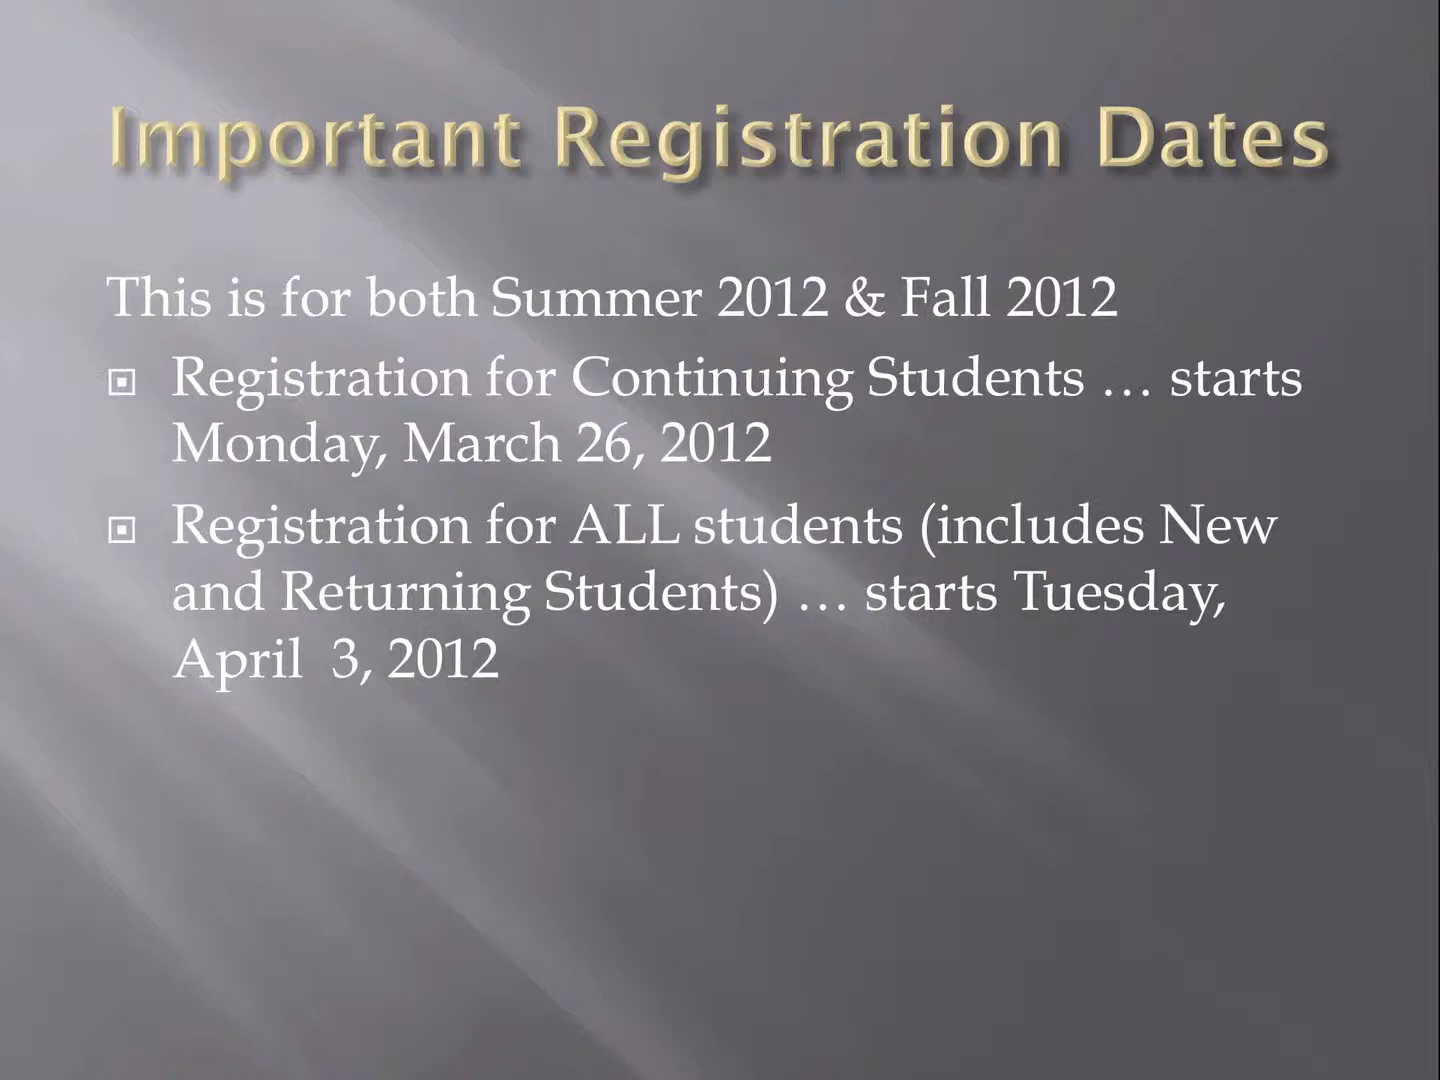 Important Registration Dates
This is for both Summer 2012 & Fall 2012
Registration for Continuing Students … starts
Monday, March 26, 2012
Registration for ALL students (includes New
and Returning Students) … starts Tuesday,
April  3, 2012